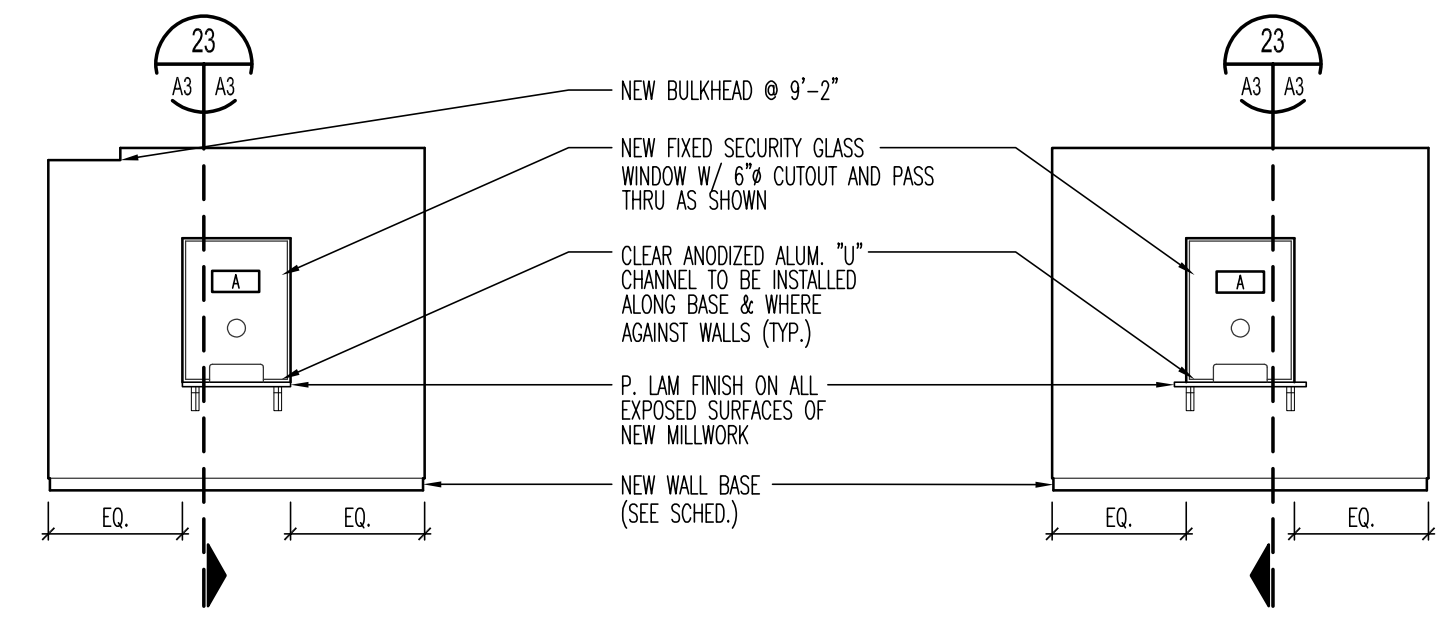 23
A3 A3
23
A3 A3
NEW BULKHEAD @ 9'-2"
NEW FIXED SECURITY GLASS
WINDOW W/ 6"ø CUTOUT AND PASS
THRU AS SHOWN
CLEAR ANODIZED ALUM. "U"
CHANNEL TO BE INSTALLED
ALONG BASE & WHERE
AGAINST WALLS (TYP.)
A
A
P. LAM FINISH ON ALL
EXPOSED SURFACES OF
NEW MILLWORK
NEW WALL BASE
(SEE SCHED.)
EQ.
EQ.
EQ.
EQ.